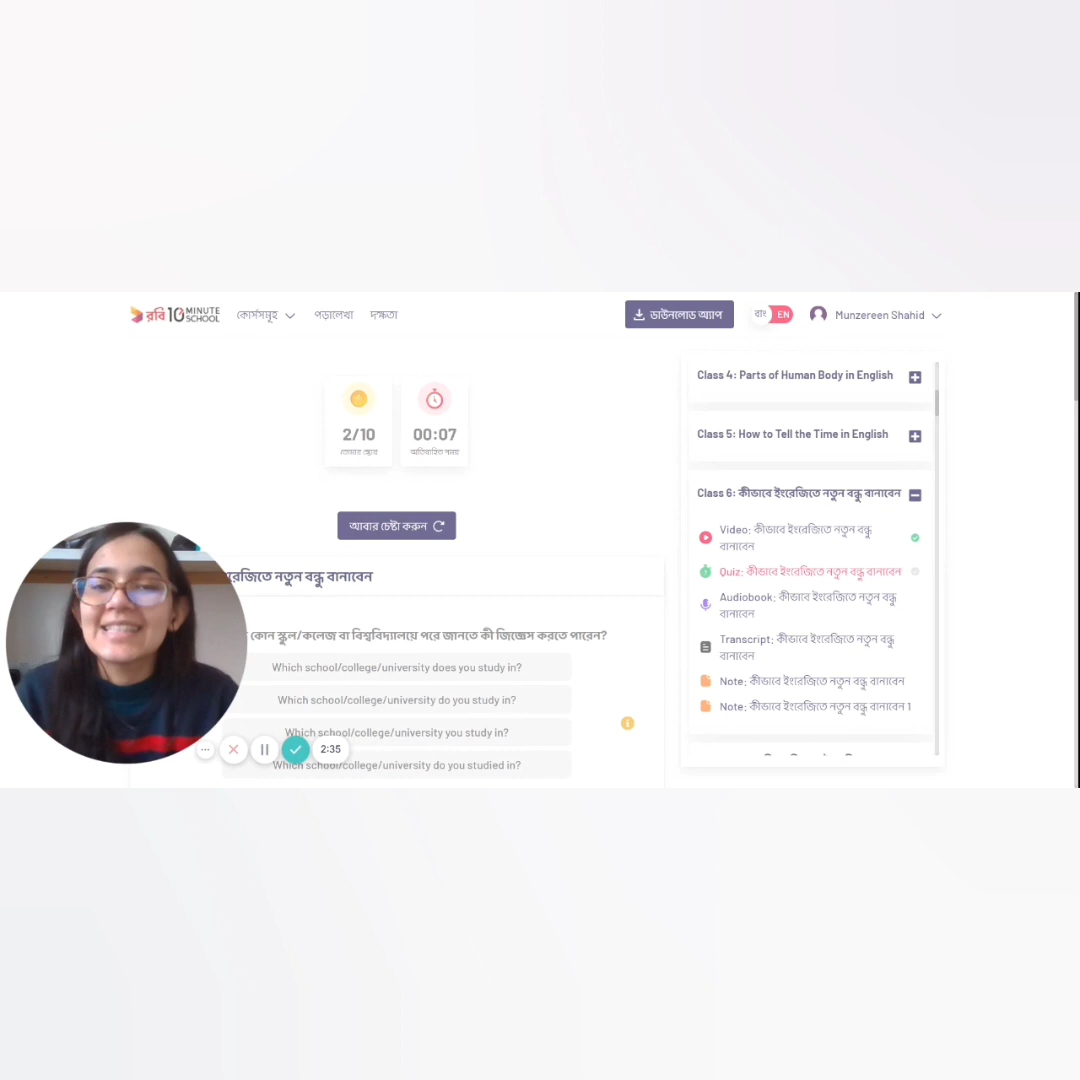 রবি 10 MINUTE SCHOOL
কোর্সসমূহ
পড়ালেখা
দক্ষতা
ডাউনলোড অ্যাপ
বাং
EN
Munzereen Shahid
2/10
তোমার স্কোর
00:07
অতিবাহিত সময়
আবার চেষ্টা করুন
রেজিতে নতুন বন্ধু বানাবেন
কোন স্কুল/কলেজ বা বিশ্ববিদ্যালয়ে পরে জানতে কী জিজ্ঞেস করতে পারেন?
Which school/college/university does you study in?
Which school/college/university do you study in?
Which school/college/university you study in?
Which school/college/university do you studied in?
2:35
Class 4: Parts of Human Body in English
Class 5: How to Tell the Time in English
Class 6: কীভাবে ইংরেজিতে নতুন বন্ধু বানাবেন
Video: কীভাবে ইংরেজিতে নতুন বন্ধু
বানাবেন
Quiz: কীভাবে ইংরেজিতে নতুন বন্ধু বানাবেন
Audiobook: কীভাবে ইংরেজিতে নতুন বন্ধু
বানাবেন
Transcript: কীভাবে ইংরেজিতে নতুন বন্ধু
বানাবেন
Note: কীভাবে ইংরেজিতে নতুন বন্ধু বানাবেন
Note: কীভাবে ইংরেজিতে নতুন বন্ধু বানাবেন 1